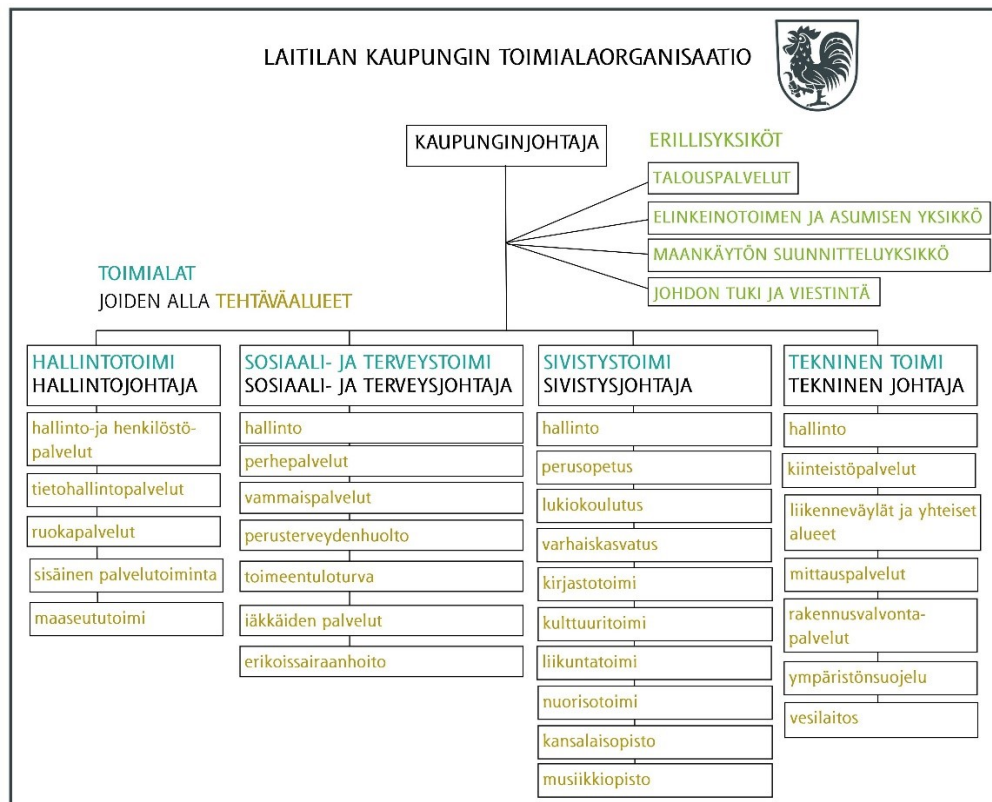 LAITILAN KAUPUNGIN TOIMIALAORGANISAATIO
KAUPUNGINJOHTAJA
ERILLISYKSIKÖT
TALOUSPALVELUT
ELINKEINOTOIMEN JA ASUMISEN YKSIKKÖ
MAANKÄYTÖN SUUNNITTELUYKSIKKÖ
JOHDON TUKI JA VIESTINTÄ
TOIMIALAT
JOIDEN ALLA TEHTÄVÄALUEET
HALLINTOTOIMI
HALLINTOJOHTAJA
hallinto-ja henkilöstö-
palvelut
tietohallintopalvelut
ruokapalvelut
sisäinen palvelutoiminta
maaseututoimi
SOSIAALI- JA TERVEYSTOIMI
SOSIAALI- JA TERVEYSJOHTAJA
hallinto
perhepalvelut
vammaispalvelut
perusterveydenhuolto
toimeentuloturva
iäkkäiden palvelut
erikoissairaanhoito
SIVISTYSTOIMI
SIVISTYSJOHTAJA
hallinto
perusopetus
lukiokoulutus
varhaiskasvatus
kirjastotoimi
kulttuuritoimi
liikuntatoimi
nuorisotoimi
kansalaisopisto
musiikkiopisto
TEKNINEN TOIMI
TEKNINEN JOHTAJA
hallinto
kiinteistöpalvelut
liikenneväylät ja yhteiset
alueet
mittauspalvelut
rakennusvalvonta-
palvelut
ympäristönsuojelu
vesilaitos